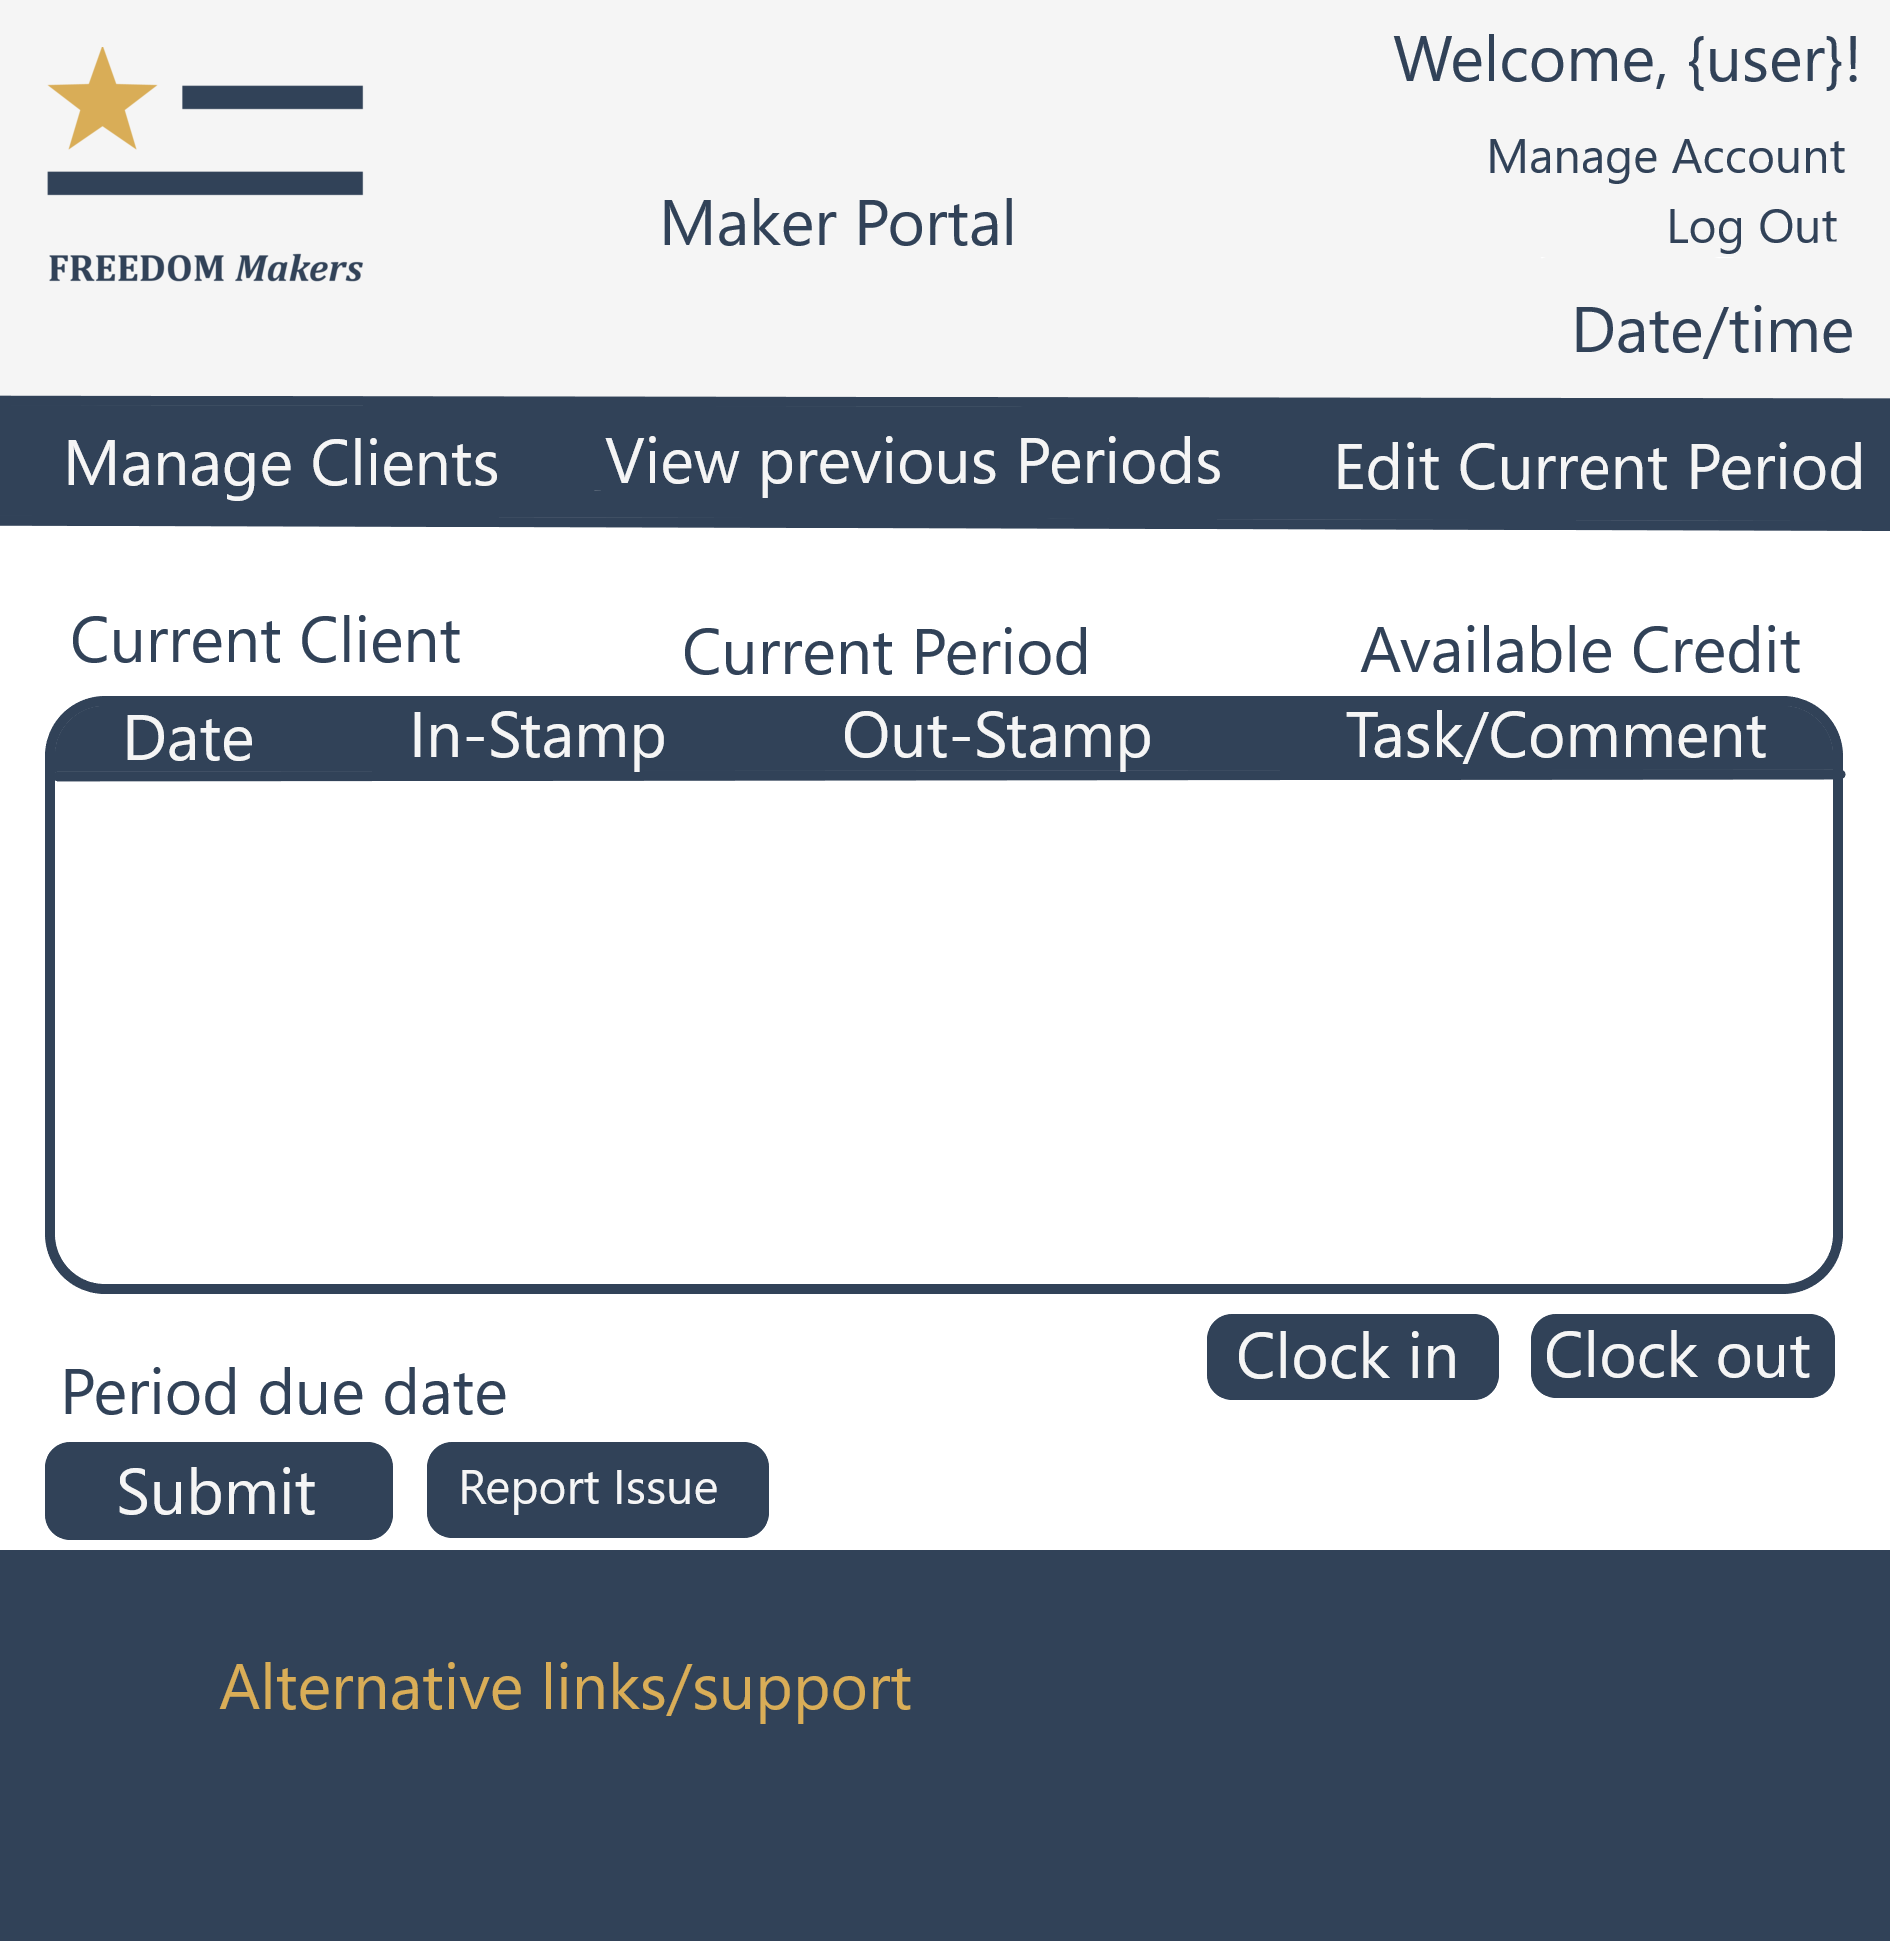 Welcome, {user}!
Manage Account
Log Out
Maker Portal
FREEDOM Makers
Date/time
Manage Clients
View previous Periods
Edit Current Period
Current Client
Current Period
Available Credit
Date
In-Stamp
Out-Stamp
Task/Comment
Clock in
Clock out
Period due date
Submit
Report Issue
Alternative links/support